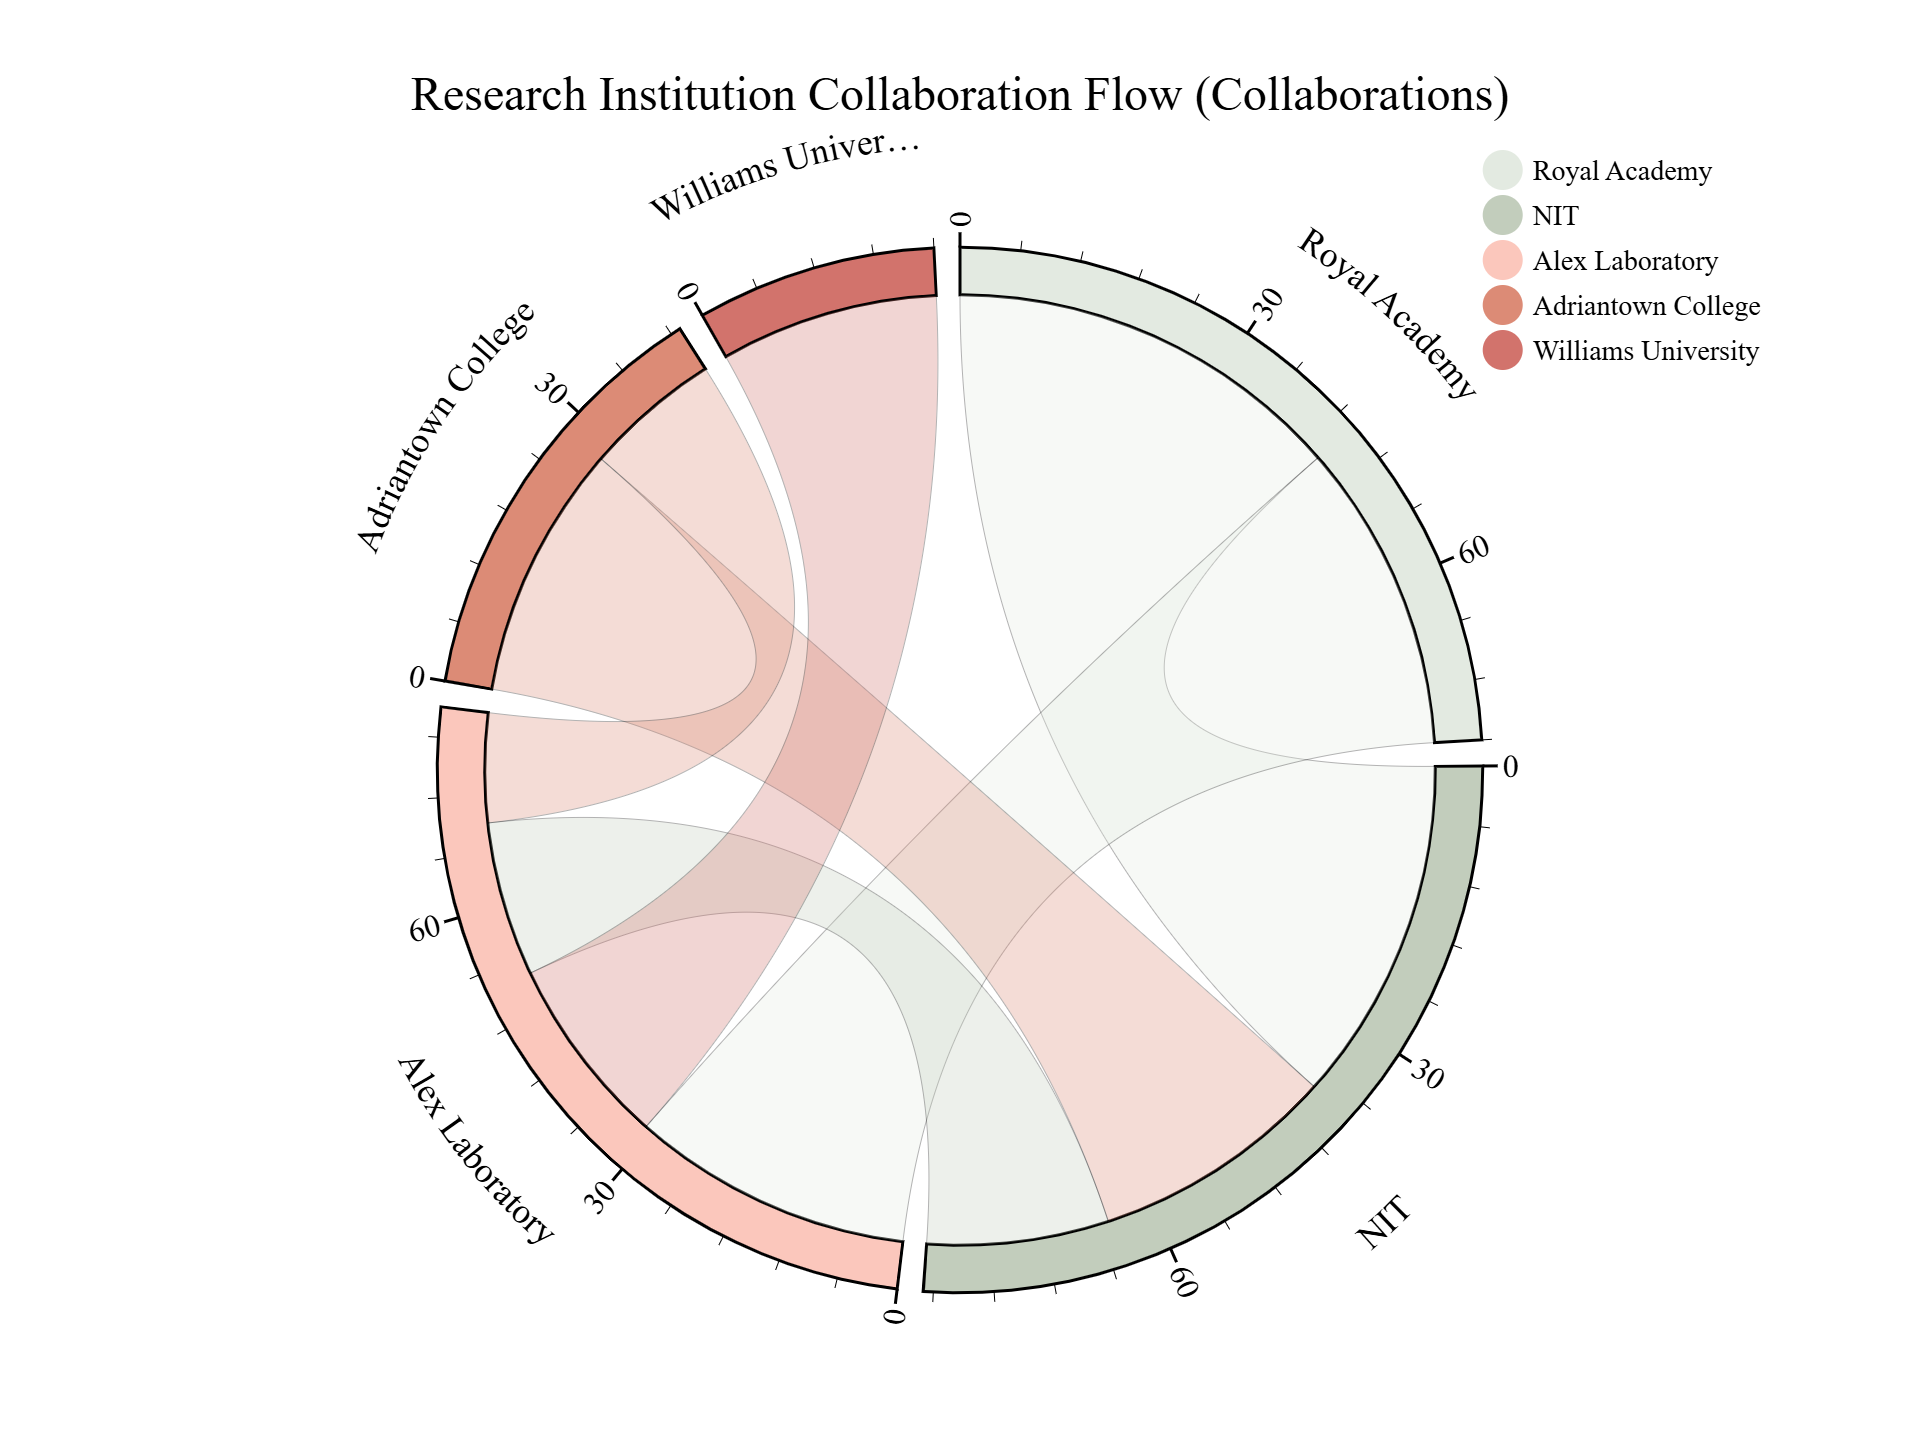 Research Institution Collaboration Flow (Collaborations)
Williams Univer…
Royal Academy
NIT
Alex Laboratory
Adriantown College
Williams University
Royal Academy
Adriantown College
Alex Laboratory
NIT
0
30
60
0
30
60
0
30
60
0
30
0